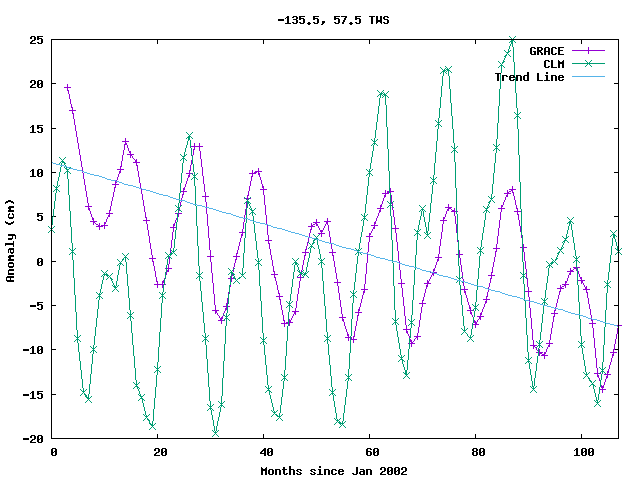 -135.5, 57.5 TWS
GRACE
CLM
Trend Line
25
20
15
10
5
0
-5
-10
-15
-20
Anomaly (cm)
0 20 40 60 80 100
Months since Jan 2002